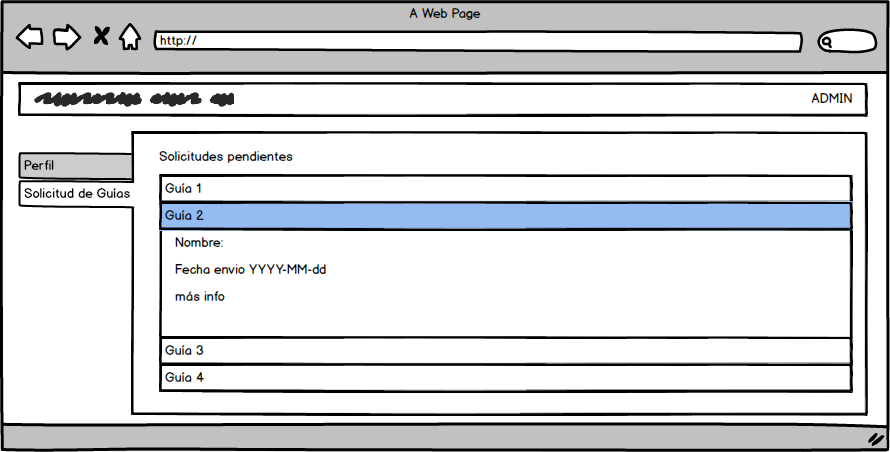 A Web Page
http://
ADMIN
Perfil
Solicitud de Guías
Solicitudes pendientes
Guía 1
Guía 2
Nombre:
Fecha envio YYYY-MM-dd
más info
Guía 3
Guía 4